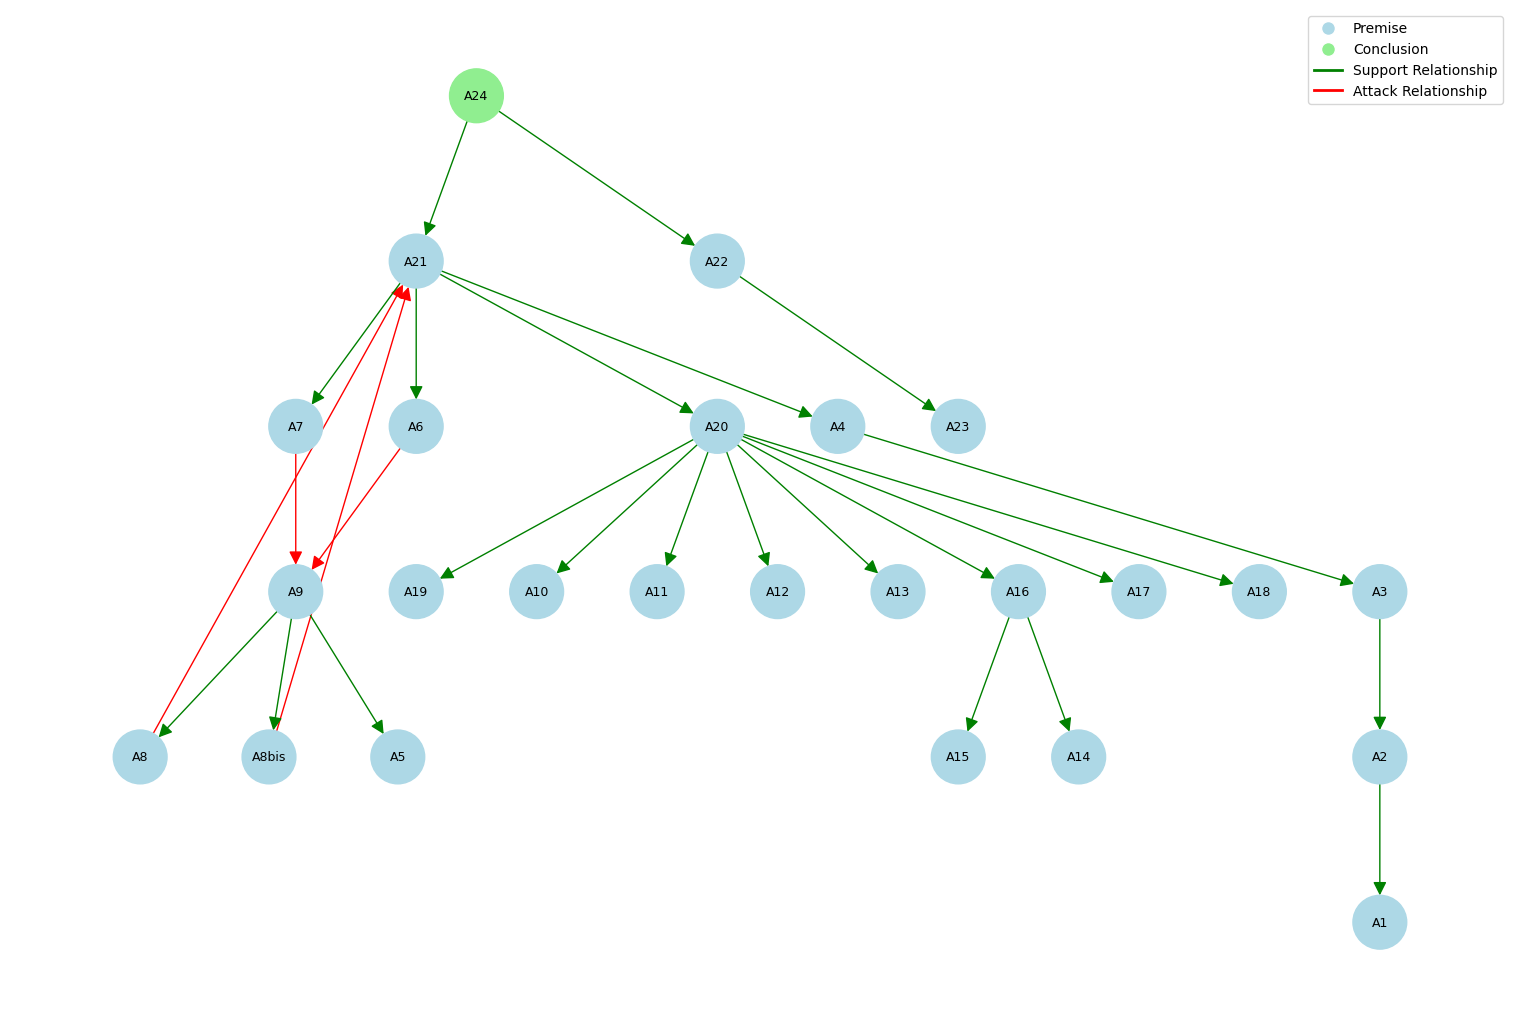 Premise
Conclusion
Support Relationship
Attack Relationship
A24
A21
A22
A7
A6
A20
A4
A23
A9
A19
A10
A11
A12
A13
A16
A17
A18
A3
A8
A8bis
A5
A15
A14
A2
A1